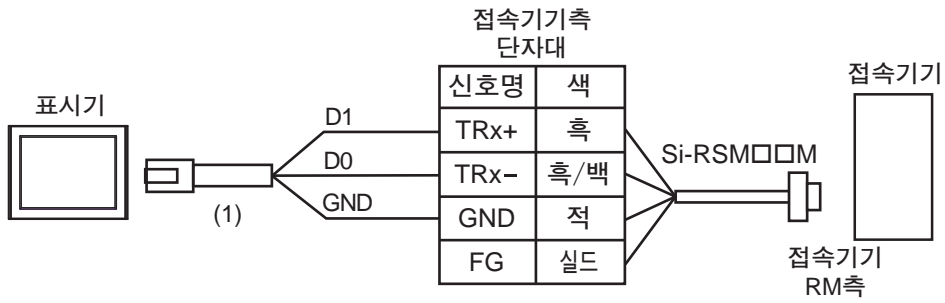 접속기기측
단자대
표시기
(1)
D1
D0
GND
신호명 색
TRx+ 흑
TRx− 흑/백
GND 적
FG 실드
Si-RSM□□M
접속기기
접속기기
RM측